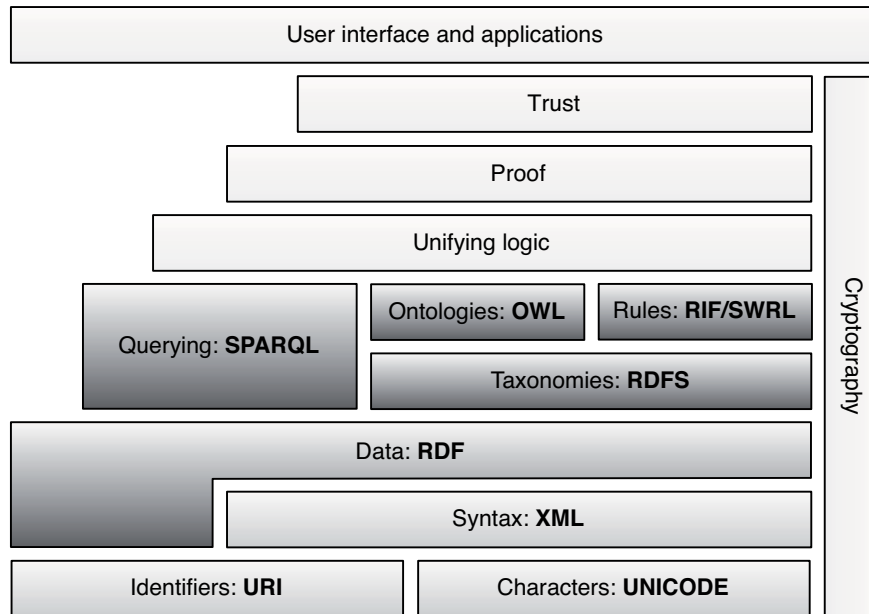 User interface and applications
Trust
Proof
Unifying logic
Querying: SPARQL
Ontologies: OWL
Rules: RIF/SWRL
Taxonomies: RDFS
Cryptography
Data: RDF
Syntax: XML
Identifiers: URI
Characters: UNICODE